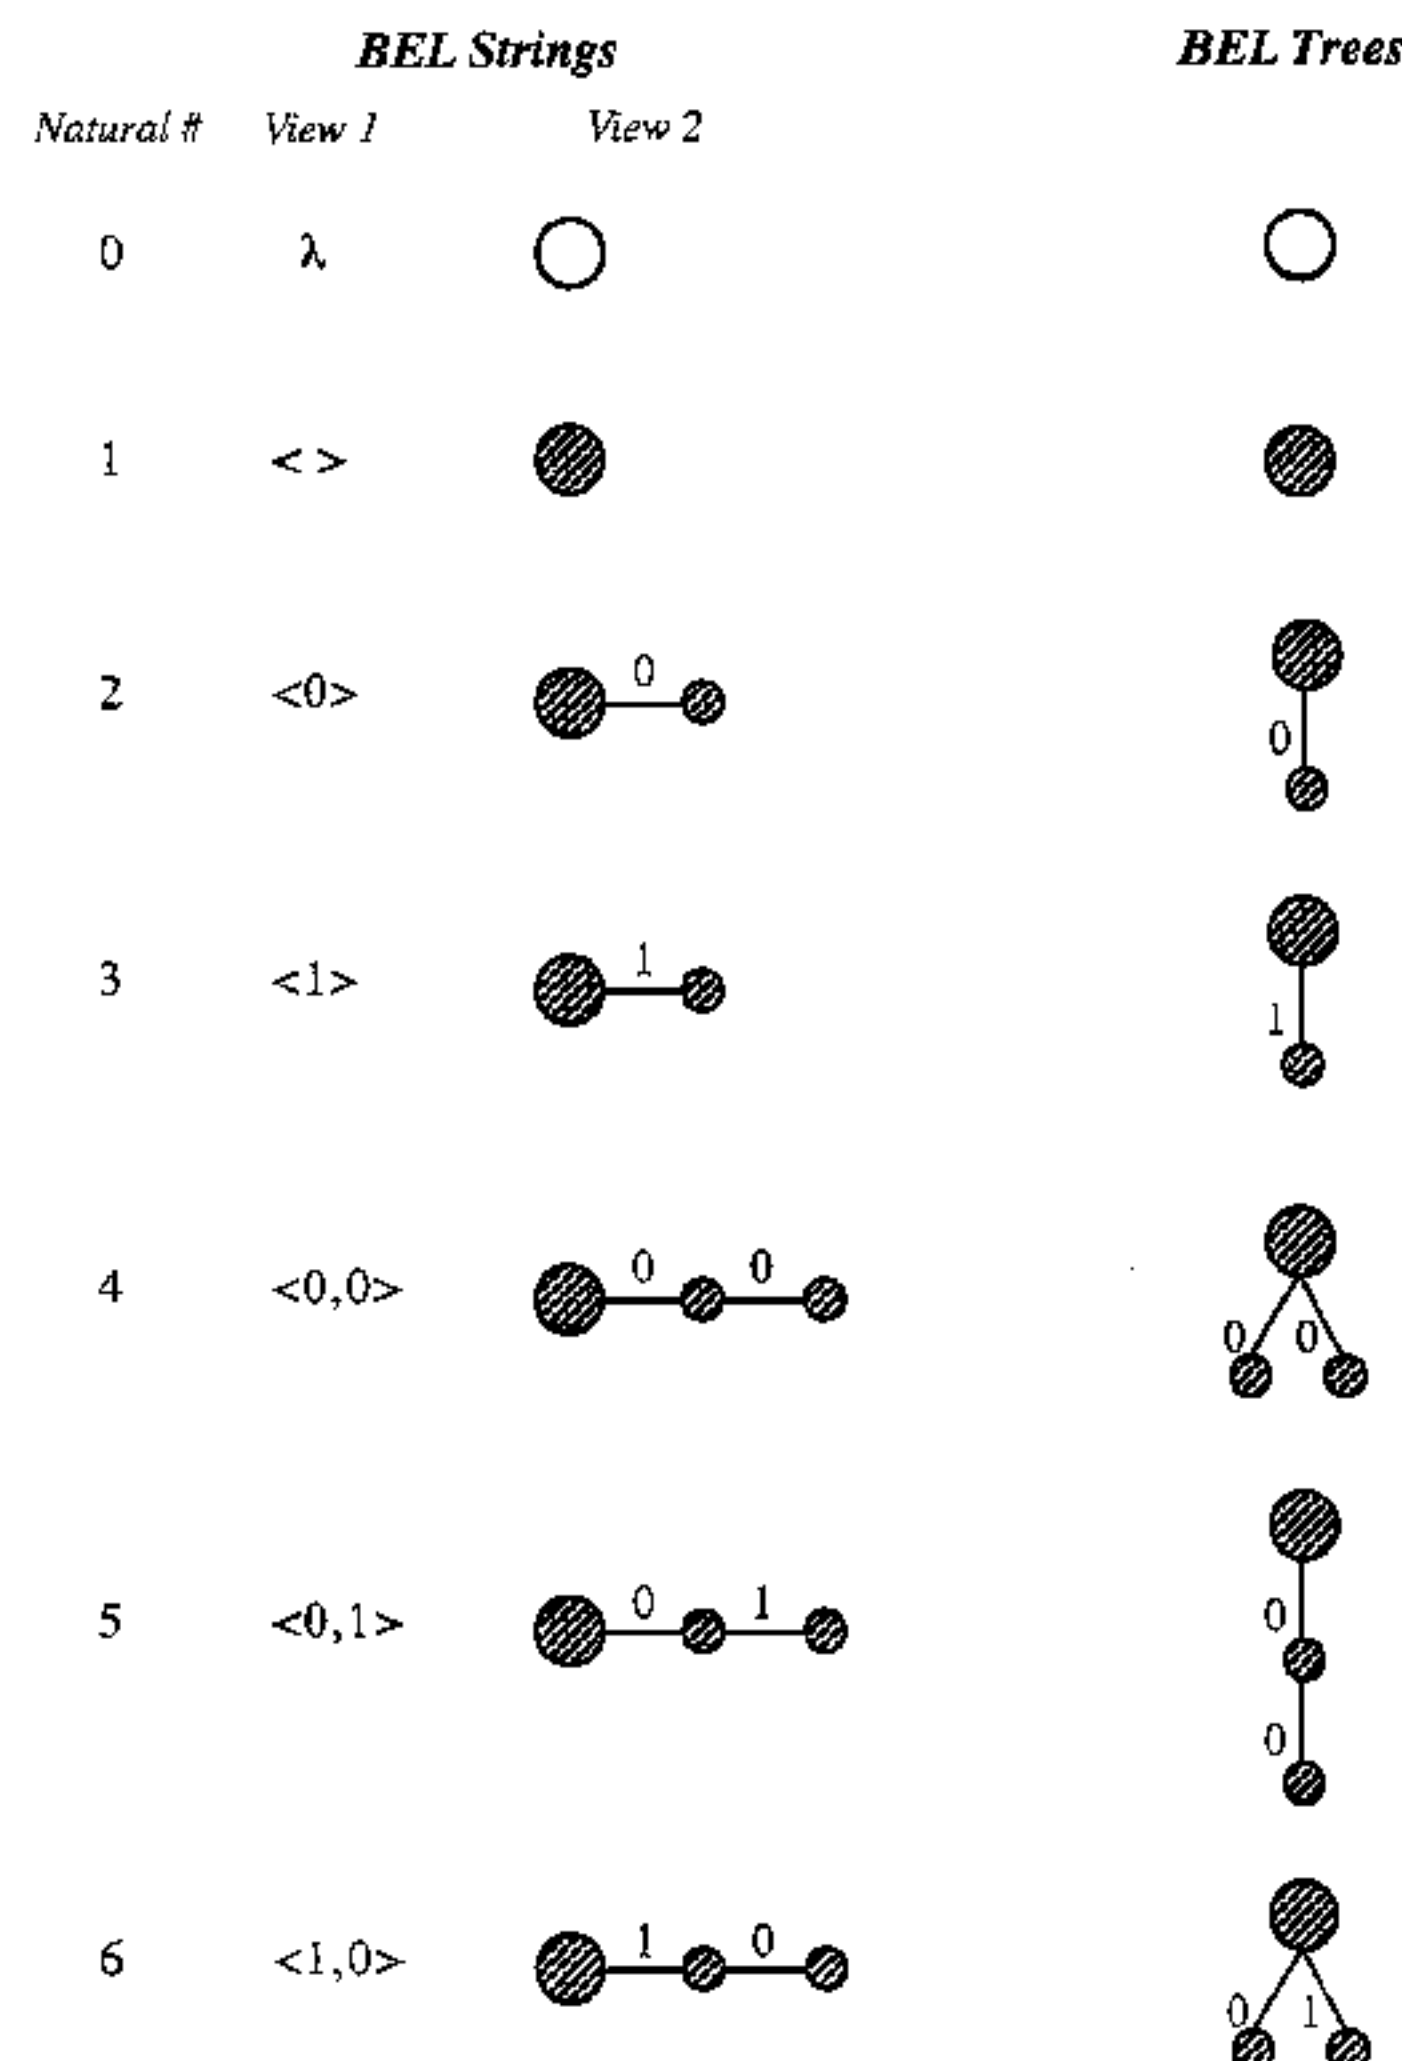 BEL Strings BEL Trees
Natural # View 1 View 2
0 λ
1 < >
2 <0> 0 0
3 <1> 1 1
4 <0,0> 0 0 0 0
5 <0,1> 0 1 0
0
6 <1,0> 1 0 0 1